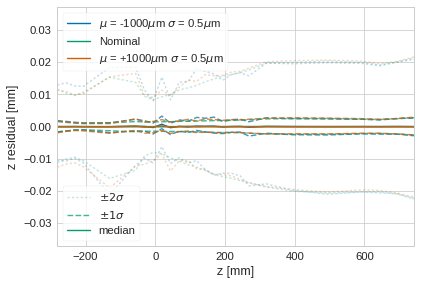 μ = -1000μm σ = 0.5μm
Nominal
μ = +1000μm σ = 0.5μm
0.03
0.02
0.01
0.00
−0.01
−0.02
−0.03
z residual [mm]
±2σ
±1σ
median
−200 0 200 400 600
z [mm]